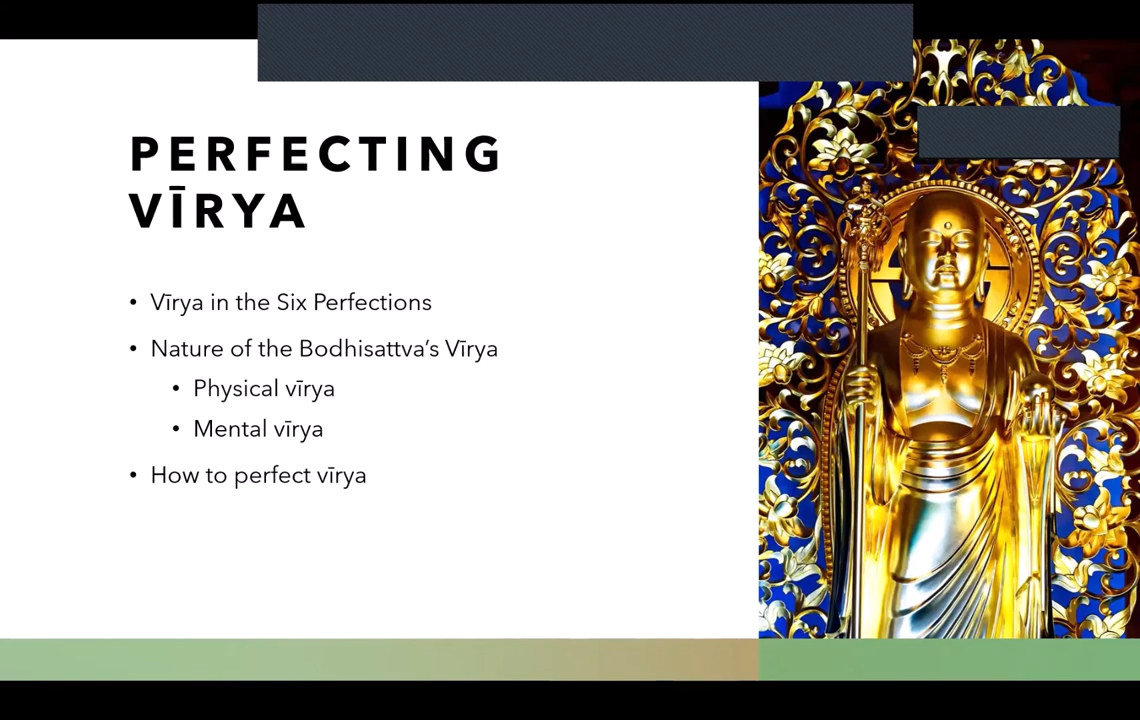 PERFECTING
VĪRYA
• Vīrya in the Six Perfections
• Nature of the Bodhisattva’s Vīrya
• Physical vīrya
• Mental vīrya
• How to perfect vīrya